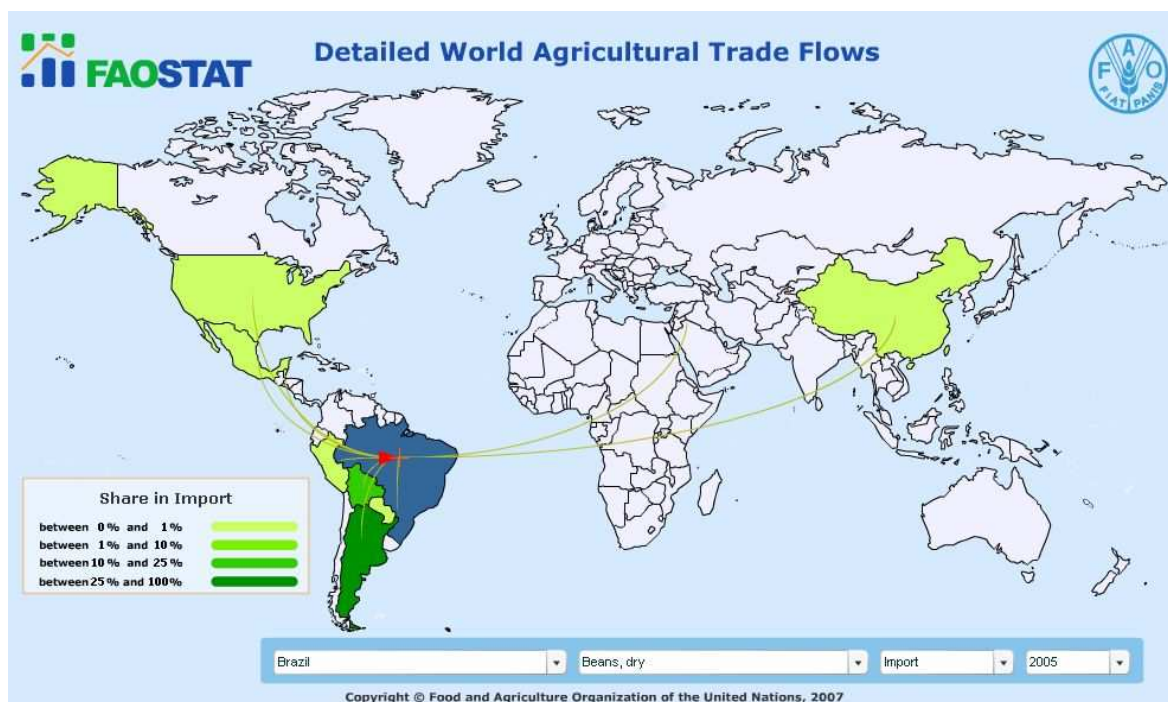 FAOSTAT
Detailed World Agricultural Trade Flows
F A O
FIAT PANIS
Share in Import
between 0% and 1%
between 1% and 10%
between 10% and 25%
between 25% and 100%
Brazil
Beans, dry
Import
2005
Copyright © Food and Agriculture Organization of the United Nations, 2007